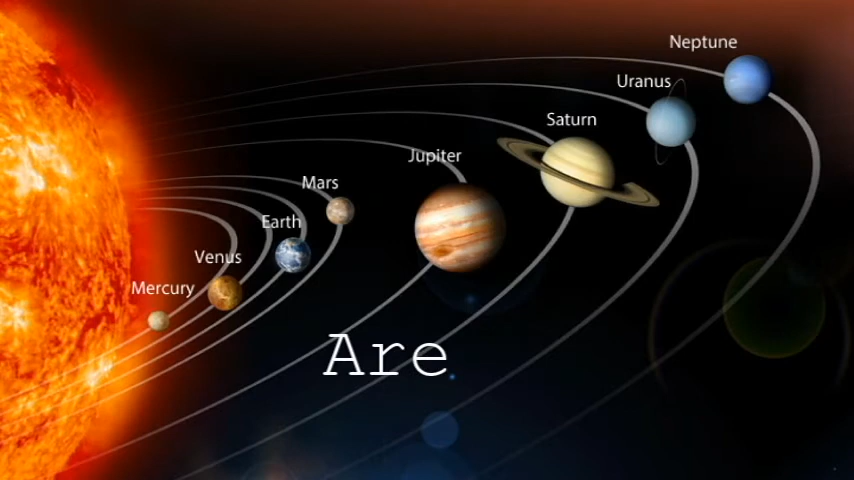 Neptune
Uranus
Saturn
Jupiter
Mars
Earth
Venus
Mercury
Are